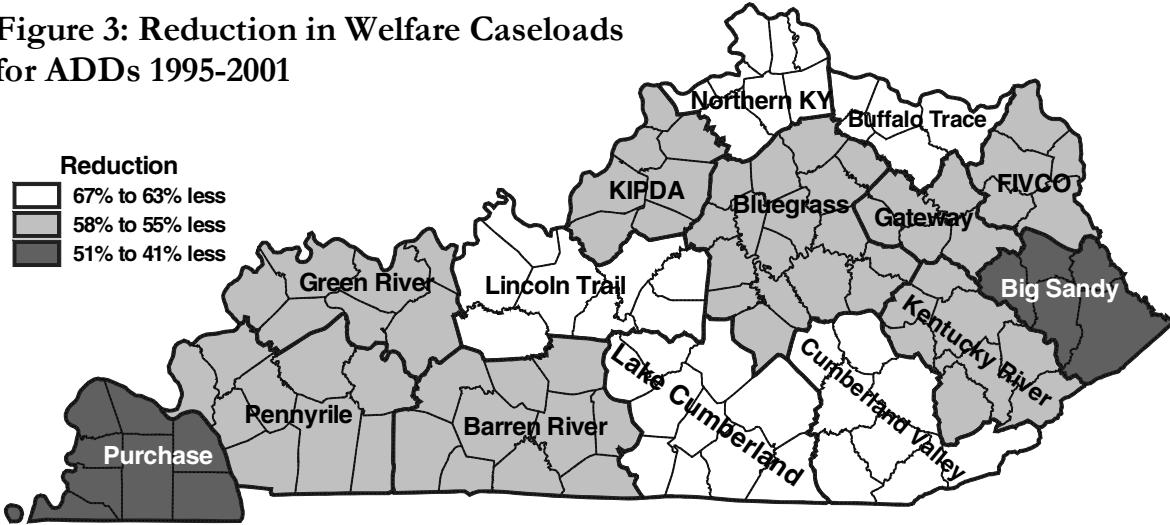 Figure 3: Reduction in Welfare Caseloads
for ADDs 1995-2001
Reduction
67% to 63% less
58% to 55% less
51% to 41% less
Northern KY
Buffalo Trace
KIPDA
Bluegrass
Gateway
FIVCO
Green River
Lincoln Trail
Big Sandy
Kentucky River
Lake Cumberland
Cumberland Valley
Pennyrile
Barren River
Purchase